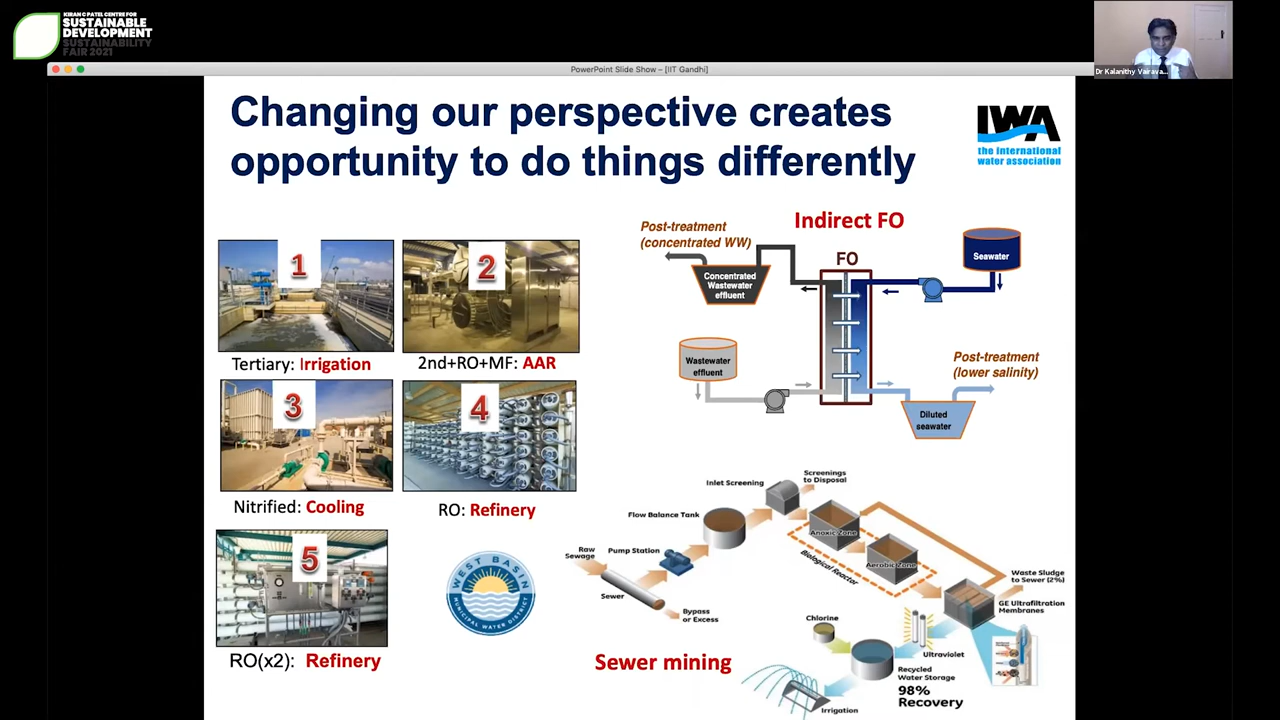 KIRAN C PATEL CENTRE FOR
SUSTAINABLE
DEVELOPMENT
SUSTAINABILITY
FAIR 2021
Dr Kalanithy Vairava...
PowerPoint Slide Show – [IIT Gandhi]
Changing our perspective creates
opportunity to do things differently
IWA
the international
water association
1
2
Tertiary: Irrigation
2nd+RO+MF: AAR
3
4
Nitrified: Cooling
RO: Refinery
5
WEST BASIN
MUNICIPAL WATER DISTRICT
RO(x2): Refinery
Indirect FO
Post-treatment
(concentrated WW)
FO
Seawater
Concentrated
Wastewater
effluent
Wastewater
effluent
Post-treatment
(lower salinity)
Diluted
seawater
Screenings
to Disposal
Inlet Screening
Flow Balance Tank
Anoxic Zone
Raw
Sewage
Pump Station
Aerobic Zone
Biological Reactor
Sewer
Waste Sludge
to Sewer (2%)
GE Ultrafiltration
Membranes
Bypass
or Excess
Chlorine
Ultraviolet
Sewer mining
Recycled
Water Storage
98%
Recovery
Irrigation